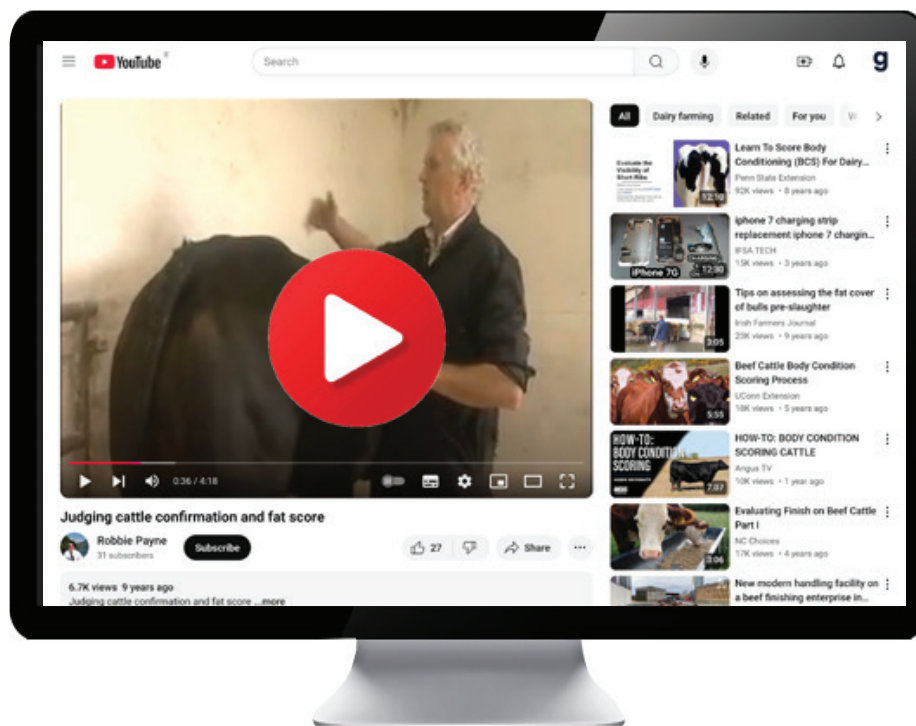 YouTube
Search
g
0:36 / 4:18
Judging cattle confirmation and fat score
Robbie Payne
31 subscribers
Subscribe
27
Share
6.7K views 9 years ago
Judging cattle confirmation and fat score ...more
All
Dairy farming
Related
For you
Evaluate the
Visibility of
Short Ribs
12:10
Learn To Score Body
Conditioning (BCS) For Dairy...
Penn State Extension
92K views • 8 years ago
iPhone 7G
CHARGING
12:30
iphone 7 charging strip
replacement iphone 7 chargin...
IFSA TECH
15K views • 3 years ago
3:05
Tips on assessing the fat cover
of bulls pre-slaughter
Irish Farmers Journal
23K views • 9 years ago
5:55
Beef Cattle Body Condition
Scoring Process
UConn Extension
18K views • 5 years ago
HOW-TO:
BODY CONDITION
SCORING
7:07
HOW-TO: BODY CONDITION
SCORING CATTLE
Angus TV
10K views • 1 year ago
3:06
Evaluating Finish on Beef Cattle
Part I
NC Choices
17K views • 4 years ago
New modern handling facility on
a beef finishing enterprise in...